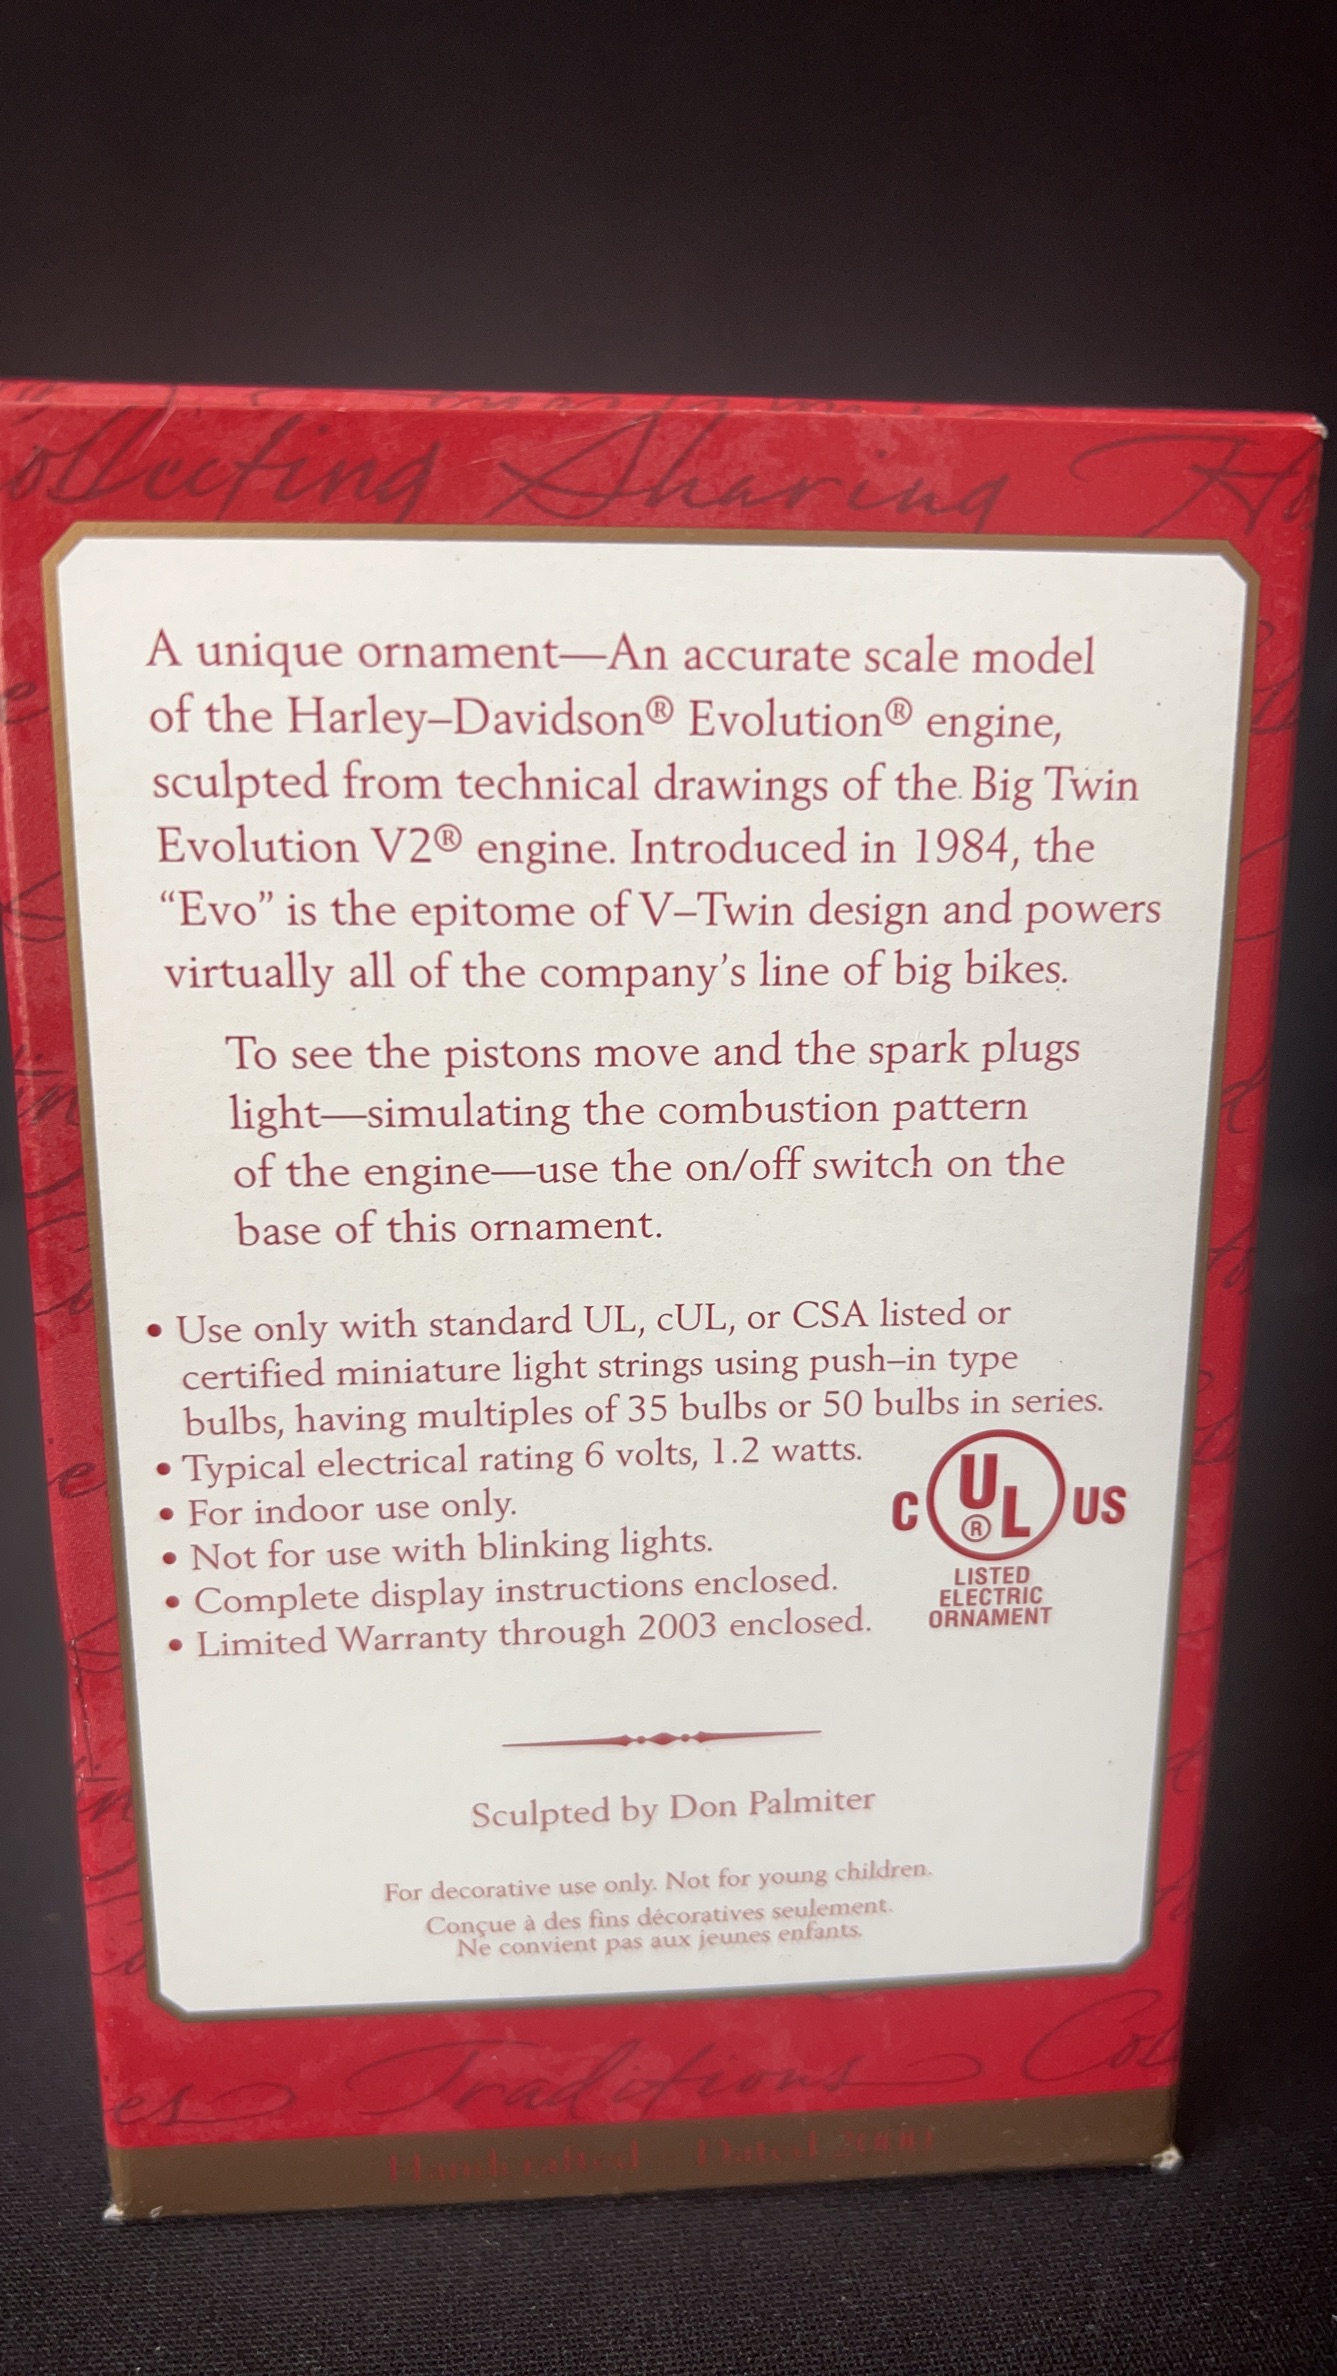 Collecting Sharing Ho
A unique ornament—An accurate scale model
of the Harley–Davidson® Evolution® engine,
sculpted from technical drawings of the Big Twin
Evolution V2® engine. Introduced in 1984, the
“Evo” is the epitome of V–Twin design and powers
virtually all of the company’s line of big bikes.
To see the pistons move and the spark plugs
light—simulating the combustion pattern
of the engine—use the on/off switch on the
base of this ornament.
• Use only with standard UL, cUL, or CSA listed or
certified miniature light strings using push–in type
bulbs, having multiples of 35 bulbs or 50 bulbs in series.
• Typical electrical rating 6 volts, 1.2 watts.
• For indoor use only.
• Not for use with blinking lights.
• Complete display instructions enclosed.
• Limited Warranty through 2003 enclosed.
C UL® US
LISTED
ELECTRIC
ORNAMENT
Sculpted by Don Palmiter
For decorative use only. Not for young children.
Conçue à des fins décoratives seulement.
Ne convient pas aux jeunes enfants.
es Traditions Col
Handcrafted Dated 2000